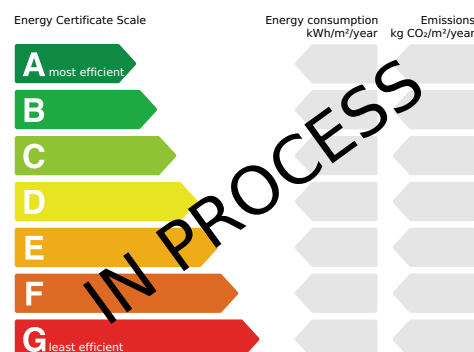 Energy Certificate Scale
Energy consumption
kWh/m²/year
Emissions
kg CO₂/m²/year
A most efficient
B
C
D
E
F
G least efficient
IN PROCESS